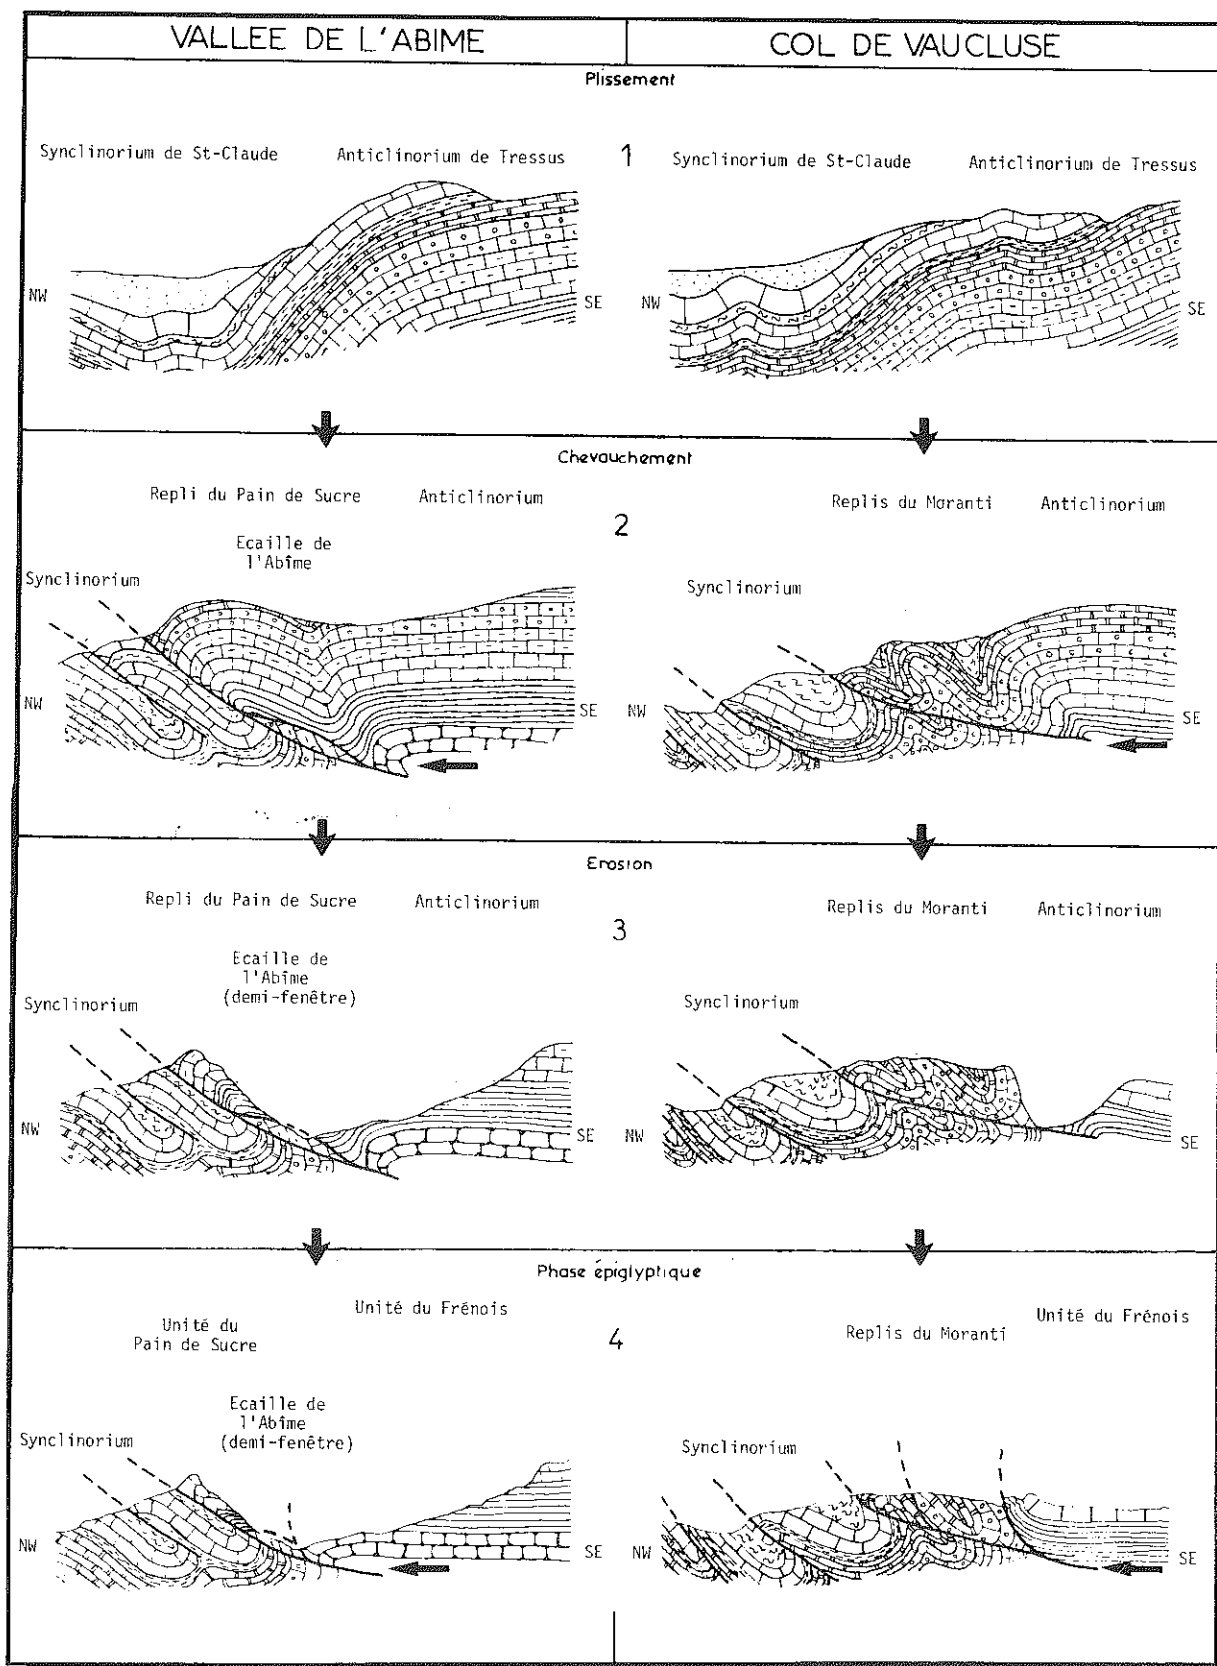 VALLEE DE L'ABIME
COL DE VAUCLUSE
Plissement
1
Synclinorium de St-Claude
Anticlinorium de Tressus
Synclinorium de St-Claude
Anticlinorium de Tressus
NW
SE
NW
SE
Chevauchement
2
Repli du Pain de Sucre
Anticlinorium
Ecaille de
l'Abîme
Synclinorium
NW
SE
Replis du Moranti
Anticlinorium
Synclinorium
NW
SE
Erosion
3
Repli du Pain de Sucre
Anticlinorium
Ecaille de
l'Abîme
(demi-fenêtre)
Synclinorium
NW
SE
Replis du Moranti
Anticlinorium
Synclinorium
NW
SE
Phase épiglyptique
4
Unité du Frénois
Unité du
Pain de Sucre
Ecaille de
l'Abîme
(demi-fenêtre)
Synclinorium
NW
SE
Unité du Frénois
Replis du Moranti
Synclinorium
NW
SE